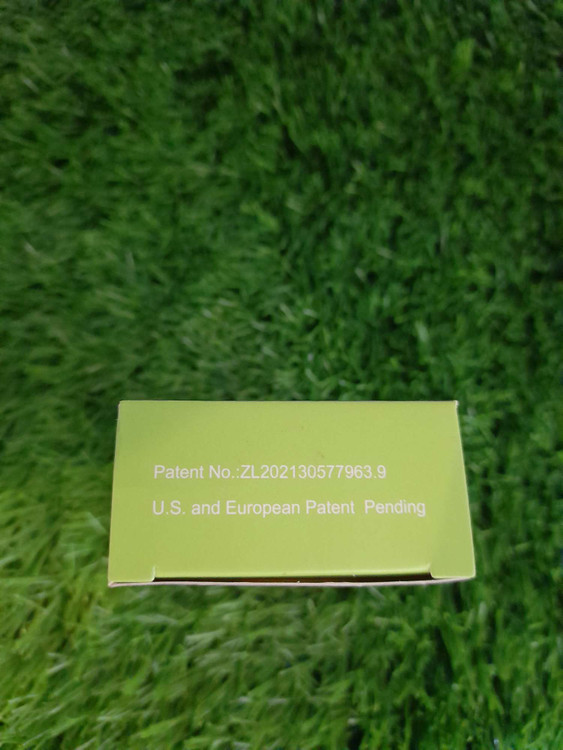 Patent No.:ZL202130577963.9
U.S. and European Patent  Pending